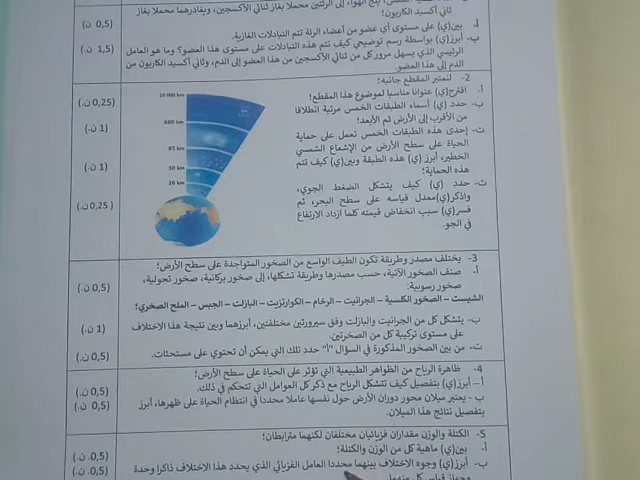 ثاني أكسيد الكاربون؛
أ- بين(ي) على مستوى أي عضو من أعضاء الرئة تتم التبادلات الغازية.
(0,5 ن)
ب- أبرز(ي) بواسطة رسم توضيحي كيف تتم هذه التبادلات على مستوى هذا العضو؟ وما هو العامل
(1,5 ن)
الرئيسي الذي يسهل مرور كل من ثنائي الأكسجين من هذا العضو إلى الدم، وثاني أكسيد الكاربون من
الدم إلى هذا العضو.
2- لنعتبر المقطع جانبه؛
أ- اقترح(ي) عنوانا مناسبا لموضوع هذا المقطع؛
(0,25 ن)
ب- حدد (ي) أسماء الطبقات الخمس مرتبة انطلاقا
من الأقرب إلى الأرض ثم الأبعد؛
(1 ن)
ت- إحدى هذه الطبقات الخمس تعمل على حماية
الحياة على سطح الأرض من الإشعاع الشمسي
الخطير، أبرز (ي) هذه الطبقة وبين(ي) كيف تتم
هذه الحماية؛
(1 ن)
ث- حدد (ي) كيف يتشكل الضغط الجوي،
واذكر(ي)معدل قياسه على سطح البحر، ثم
فسر(ي) سبب انخفاض قيمته كلما ازداد الارتفاع
في الجو.
(0,25 ن)
10 000 km
85 km
50 km
20 km
3- يختلف مصدر وطريقة تكون الطيف الواسع من الصخور المتواجدة على سطح الأرض؛
أ- صنف الصخور الآتية، حسب مصدرها وطريقة تشكلها، إلى صخور بركانية، صخور تحولية،
صخور رسوبية:
(0,5 ن)
الشيست – الصخور الكلسية – الجرانيت – الرخام – الكوارتزيت – البازلت – الجبس – الملح الصخري؛
ب- يتشكل كل من الجرانيت والبازلت وفق سيرورتين مختلفتين، أبرزهما وبين نتيجة هذا الاختلاف
على مستوى تركيبة كل من الصخرتين.
(1 ن)
ت- من بين الصخور المذكورة في السؤال "أ" حدد تلك التي يمكن أن تحتوي على مستحثات.
(0,5 ن)
4- ظاهرة الرياح من الظواهر الطبيعية التي تؤثر على الحياة على سطح الأرض؛
أ – أبرز(ي) بتفصيل كيف تتشكل الرياح مع ذكر كل العوامل التي تتحكم في ذلك.
(0,5 ن)
ب - يعتبر ميلان محور دوران الأرض حول نفسها عاملا محددا في انتظام الحياة على ظهرها، أبرز
(0,5 ن)
بتفصيل نتائج هذا الميلان.
5- الكتلة والوزن مقداران فزيائيان مختلفان لكنهما مترابطان؛
أ- بين(ي) ماهية كل من الوزن والكتلة؛
(0,5 ن)
ب- أبرز(ي) وجوه الاختلاف بينهما محددا العامل الفزيائي الذي يحدد هذا الاختلاف ذاكرا وحدة
(0,5 ن)